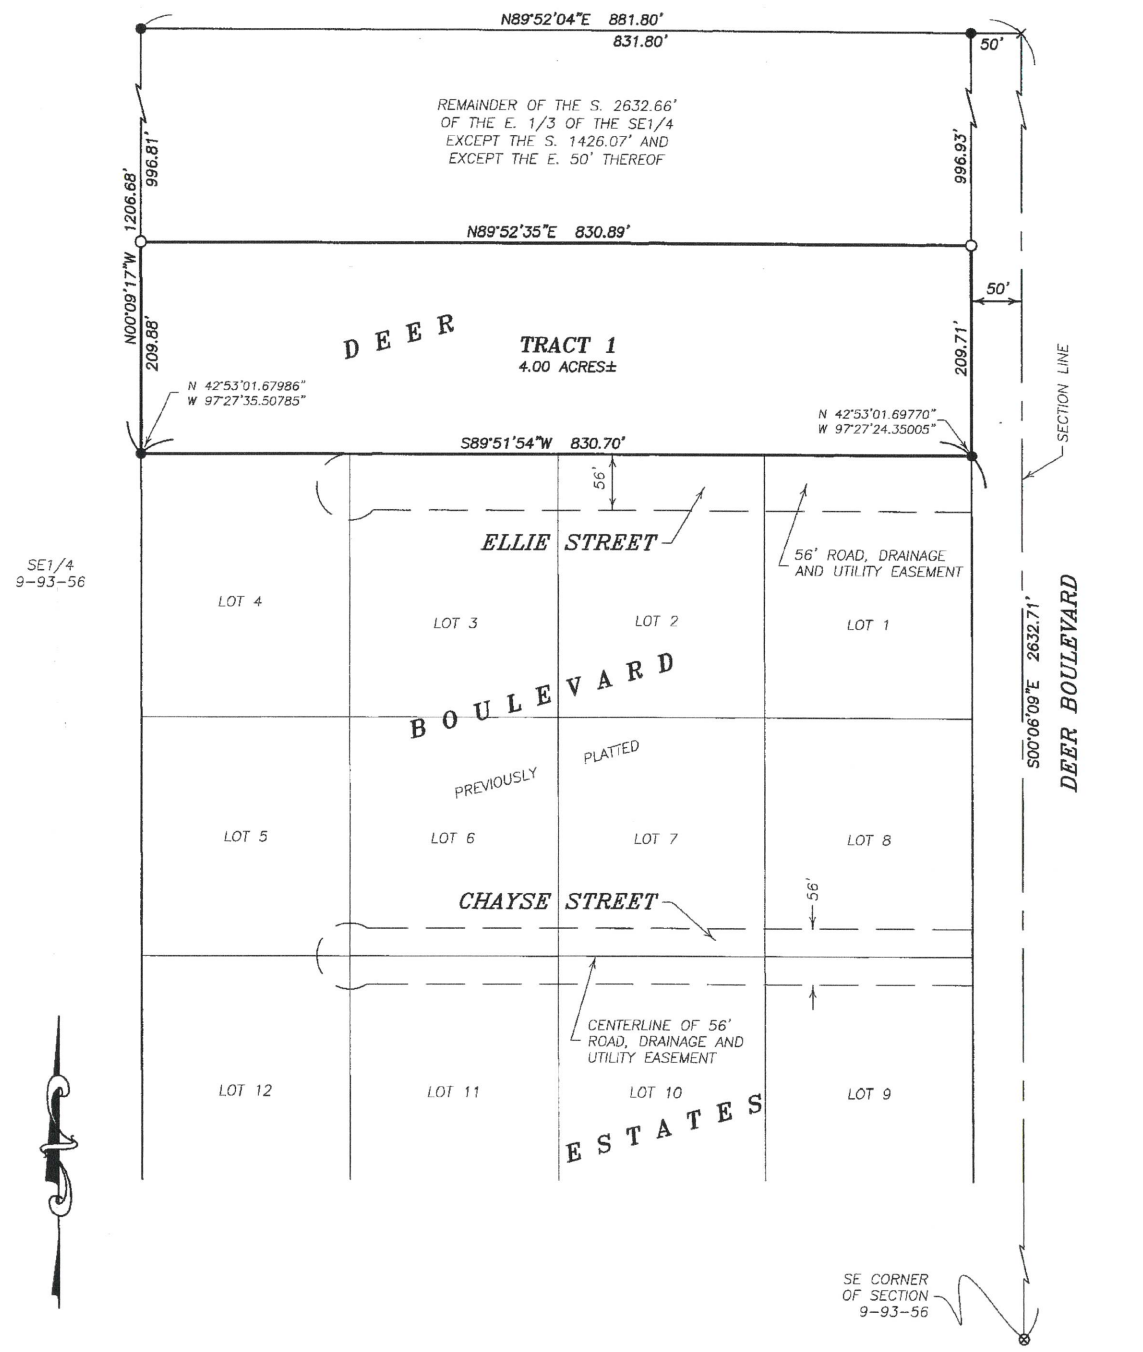 N89°52'04"E 881.80'
831.80'
50'
REMAINDER OF THE S. 2632.66'
OF THE E. 1/3 OF THE SE1/4
EXCEPT THE S. 1426.07' AND
EXCEPT THE E. 50' THEREOF
996.81'
996.93'
N00°09'17"W 1206.68'
N89°52'35"E 830.89'
50'
DEER
TRACT 1
4.00 ACRES±
209.88'
209.71'
N 42°53'01.67986"
W 97°27'35.50785"
N 42°53'01.69770"
W 97°27'24.35005"
SECTION LINE
S89°51'54"W 830.70'
56'
ELLIE STREET
56' ROAD, DRAINAGE
AND UTILITY EASEMENT
SE1/4
9-93-56
LOT 4
LOT 3
LOT 2
LOT 1
S00°06'09"E 2632.71'
DEER BOULEVARD
BOULEVARD
PREVIOUSLY PLATTED
LOT 5
LOT 6
LOT 7
LOT 8
CHAYSE STREET
56'
CENTERLINE OF 56'
ROAD, DRAINAGE AND
UTILITY EASEMENT
LOT 12
LOT 11
LOT 10
LOT 9
ESTATES
SE CORNER
OF SECTION
9-93-56